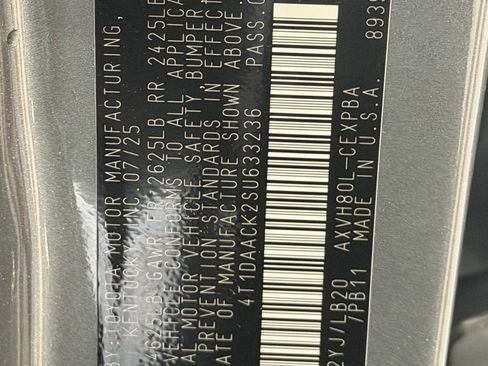 BY: TOYOTA MOTOR MANUFACTURING,
KENTUCKY, INC. 07/25
4625LB GAWR FR 2625LB RR 2425LB
VEHICLE CONFORMS TO ALL APPLICA
AL MOTOR VEHICLE SAFETY, BUMPER
PREVENTION STANDARDS IN EFFECT
ATE OF MANUFACTURE SHOWN ABOVE.
4T1DAACK2SU633236 PASS.
2YJ/LB20 AXVH80L-CEXPBA
/PB11 MADE IN U.S.A. 893